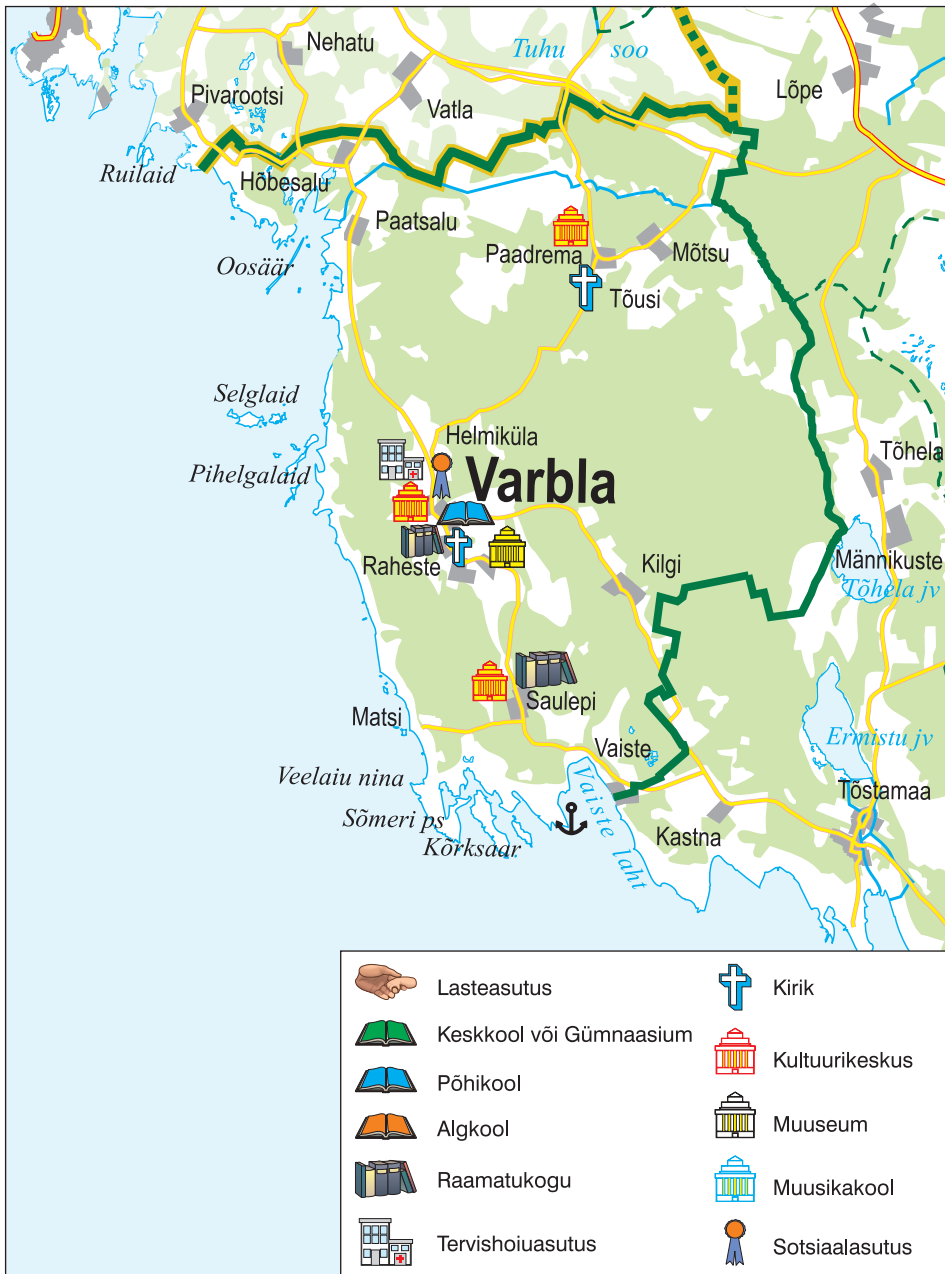 Nehatu
Tuhu soo
Pivarootsi
Lõpe
Vatla
Ruilaid
Hõbesalu
Paatsalu
Paadrema
Mõtsu
Oosäär
Tõusi
Selglaid
Helmiküla
Tõhela
Pihelgalaid
Varbla
Raheste
Kilgi
Männikuste
Tõhela jv
Saulepi
Matsi
Vaiste
Ermistu jv
Veelaiu nina
Tõstamaa
Sõmeri ps
Vaiste laht
Kõrksaar
Kastna
Lasteasutus
Keskkool või Gümnaasium
Põhikool
Algkool
Raamatukogu
Tervishoiuasutus
Kirik
Kultuurikeskus
Muuseum
Muusikakool
Sotsiaalasutus